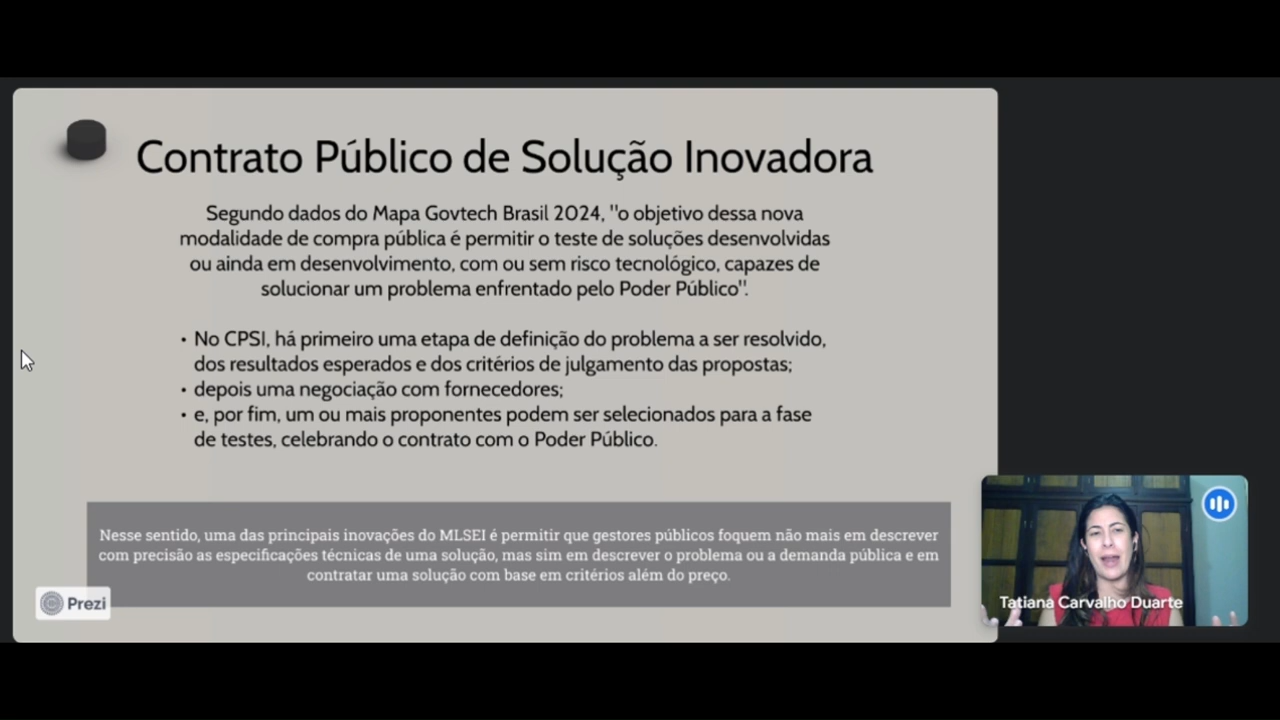 Contrato Público de Solução Inovadora
Segundo dados do Mapa Govtech Brasil 2024, "o objetivo dessa nova
modalidade de compra pública é permitir o teste de soluções desenvolvidas
ou ainda em desenvolvimento, com ou sem risco tecnológico, capazes de
solucionar um problema enfrentado pelo Poder Público".
• No CPSI, há primeiro uma etapa de definição do problema a ser resolvido,
dos resultados esperados e dos critérios de julgamento das propostas;
• depois uma negociação com fornecedores;
• e, por fim, um ou mais proponentes podem ser selecionados para a fase
de testes, celebrando o contrato com o Poder Público.
Nesse sentido, uma das principais inovações do MLSEI é permitir que gestores públicos foquem não mais em descrever
com precisão as especificações técnicas de uma solução, mas sim em descrever o problema ou a demanda pública e em
contratar uma solução com base em critérios além do preço.
Prezi
Tatiana Carvalho Duarte